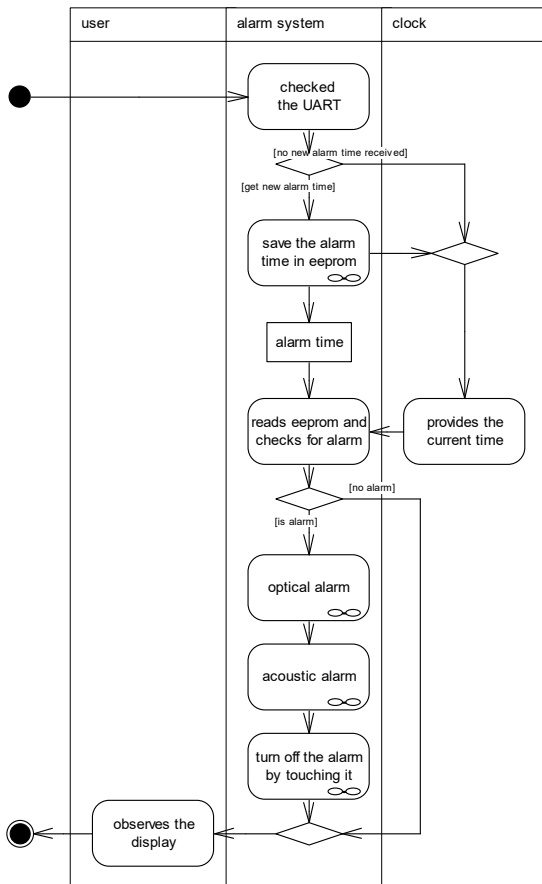 user
alarm system
clock
checked
the UART
[no new alarm time received]
[get new alarm time]
save the alarm
time in eeprom
alarm time
reads eeprom and
checks for alarm
provides the
current time
[no alarm]
[is alarm]
optical alarm
acoustic alarm
turn off the alarm
by touching it
observes the
display